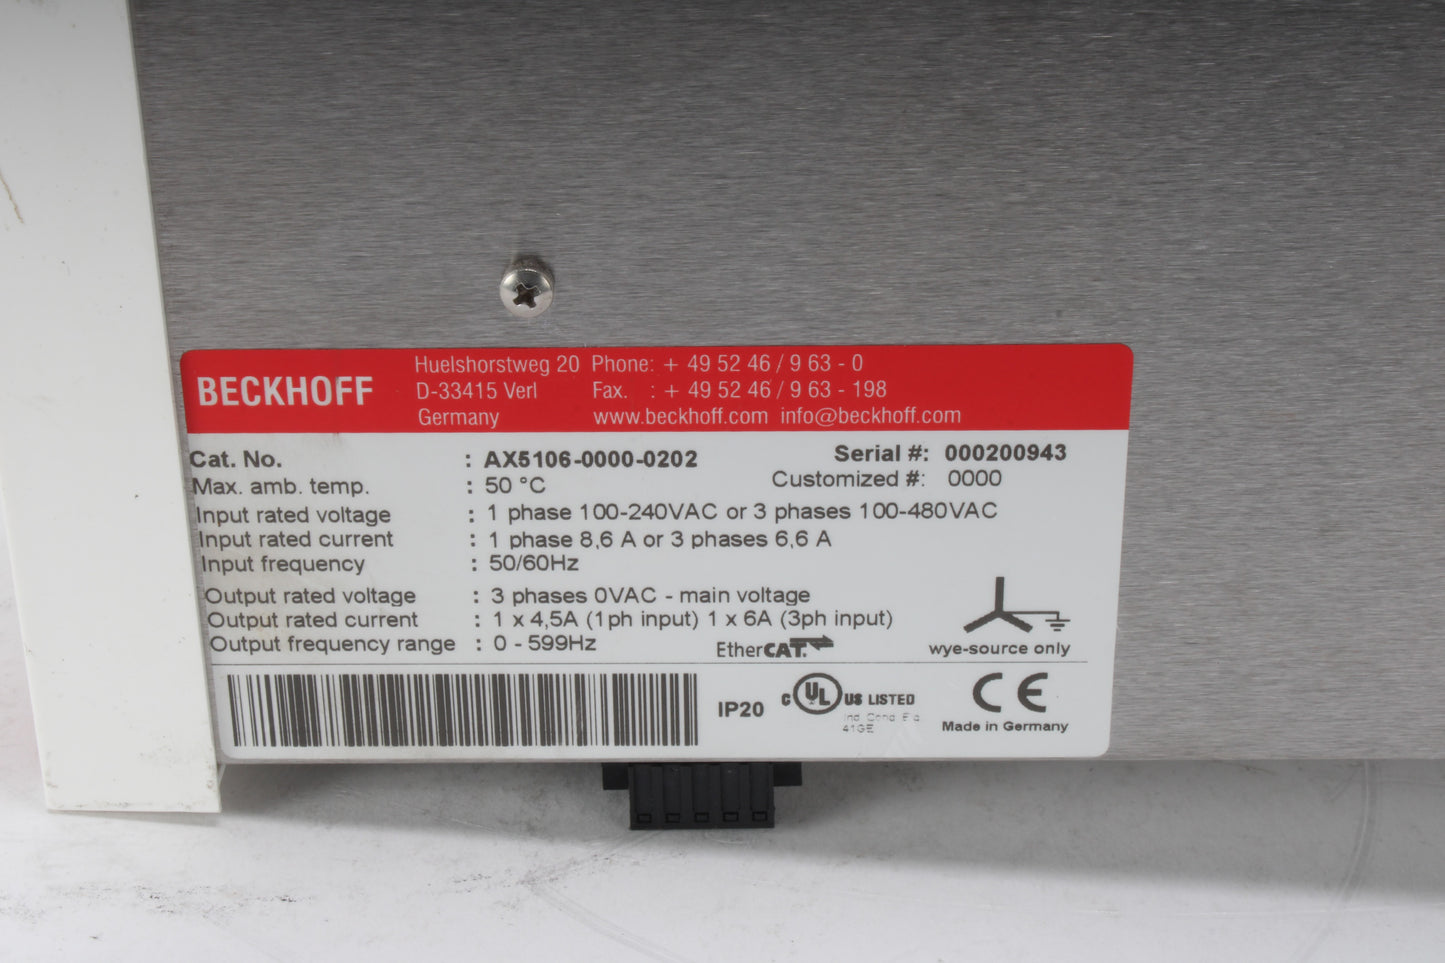 BECKHOFF
Huelshorstweg 20 Phone: + 49 52 46 / 9 63 - 0
D-33415 Verl Fax. : + 49 52 46 / 9 63 - 198
Germany www.beckhoff.com info@beckhoff.com
Cat. No. : AX5106-0000-0202 Serial #: 000200943
Max. amb. temp. : 50 °C Customized #: 0000
Input rated voltage : 1 phase 100-240VAC or 3 phases 100-480VAC
Input rated current : 1 phase 8,6 A or 3 phases 6,6 A
Input frequency : 50/60Hz
Output rated voltage : 3 phases 0VAC - main voltage
Output rated current : 1 x 4,5A (1ph input) 1 x 6A (3ph input)
Output frequency range : 0 - 599Hz
EtherCAT. wye-source only
IP20 C UL US LISTED CE
Ind. Cond. E
41GE
Made in Germany